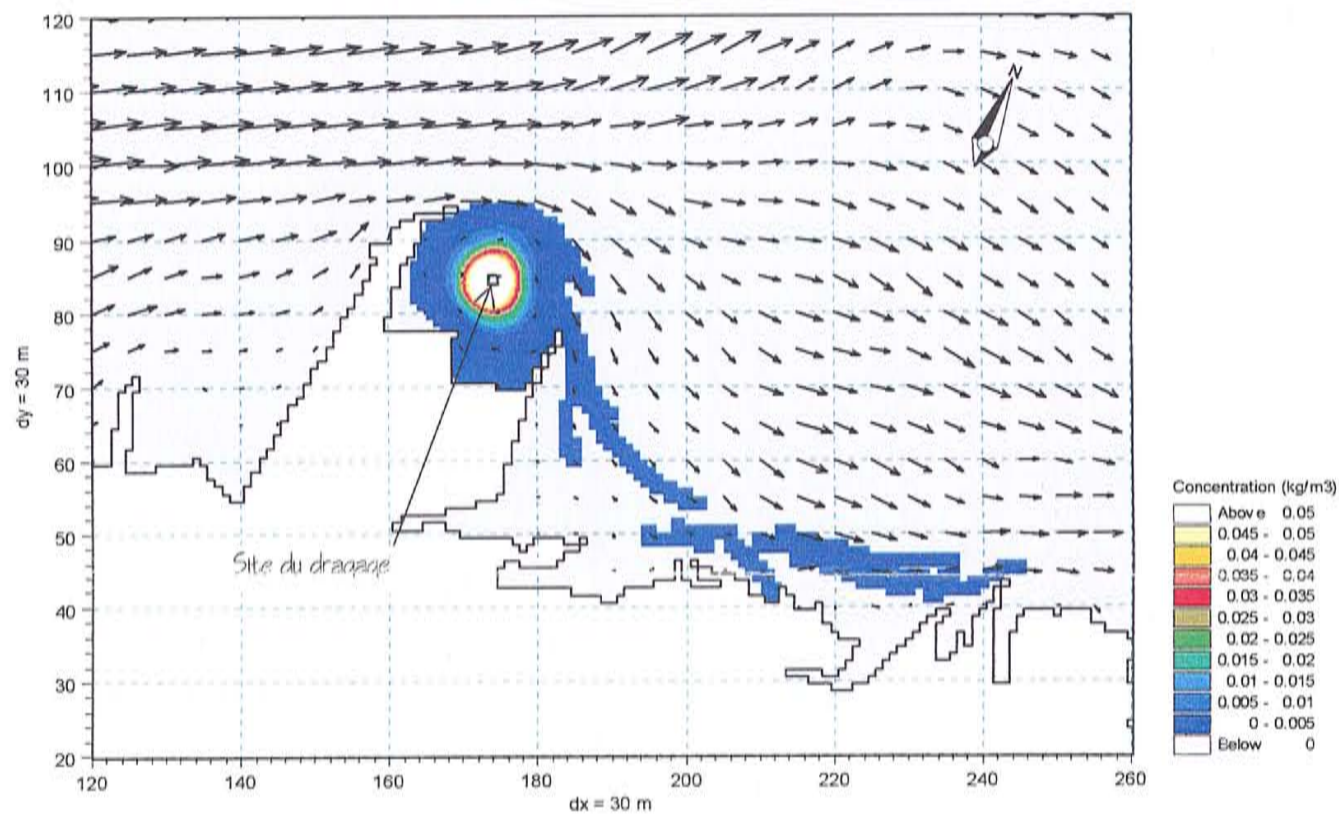 120
110
100
90
80
70
60
50
40
30
20
dy = 30 m
120
140
160
180
200
220
240
260
dx = 30 m
N
Site du dragage
Concentration (kg/m3)
Above 0.05
0.045 - 0.05
0.04 - 0.045
0.035 - 0.04
0.03 - 0.035
0.025 - 0.03
0.02 - 0.025
0.015 - 0.02
0.01 - 0.015
0.005 - 0.01
0 - 0.005
Below 0